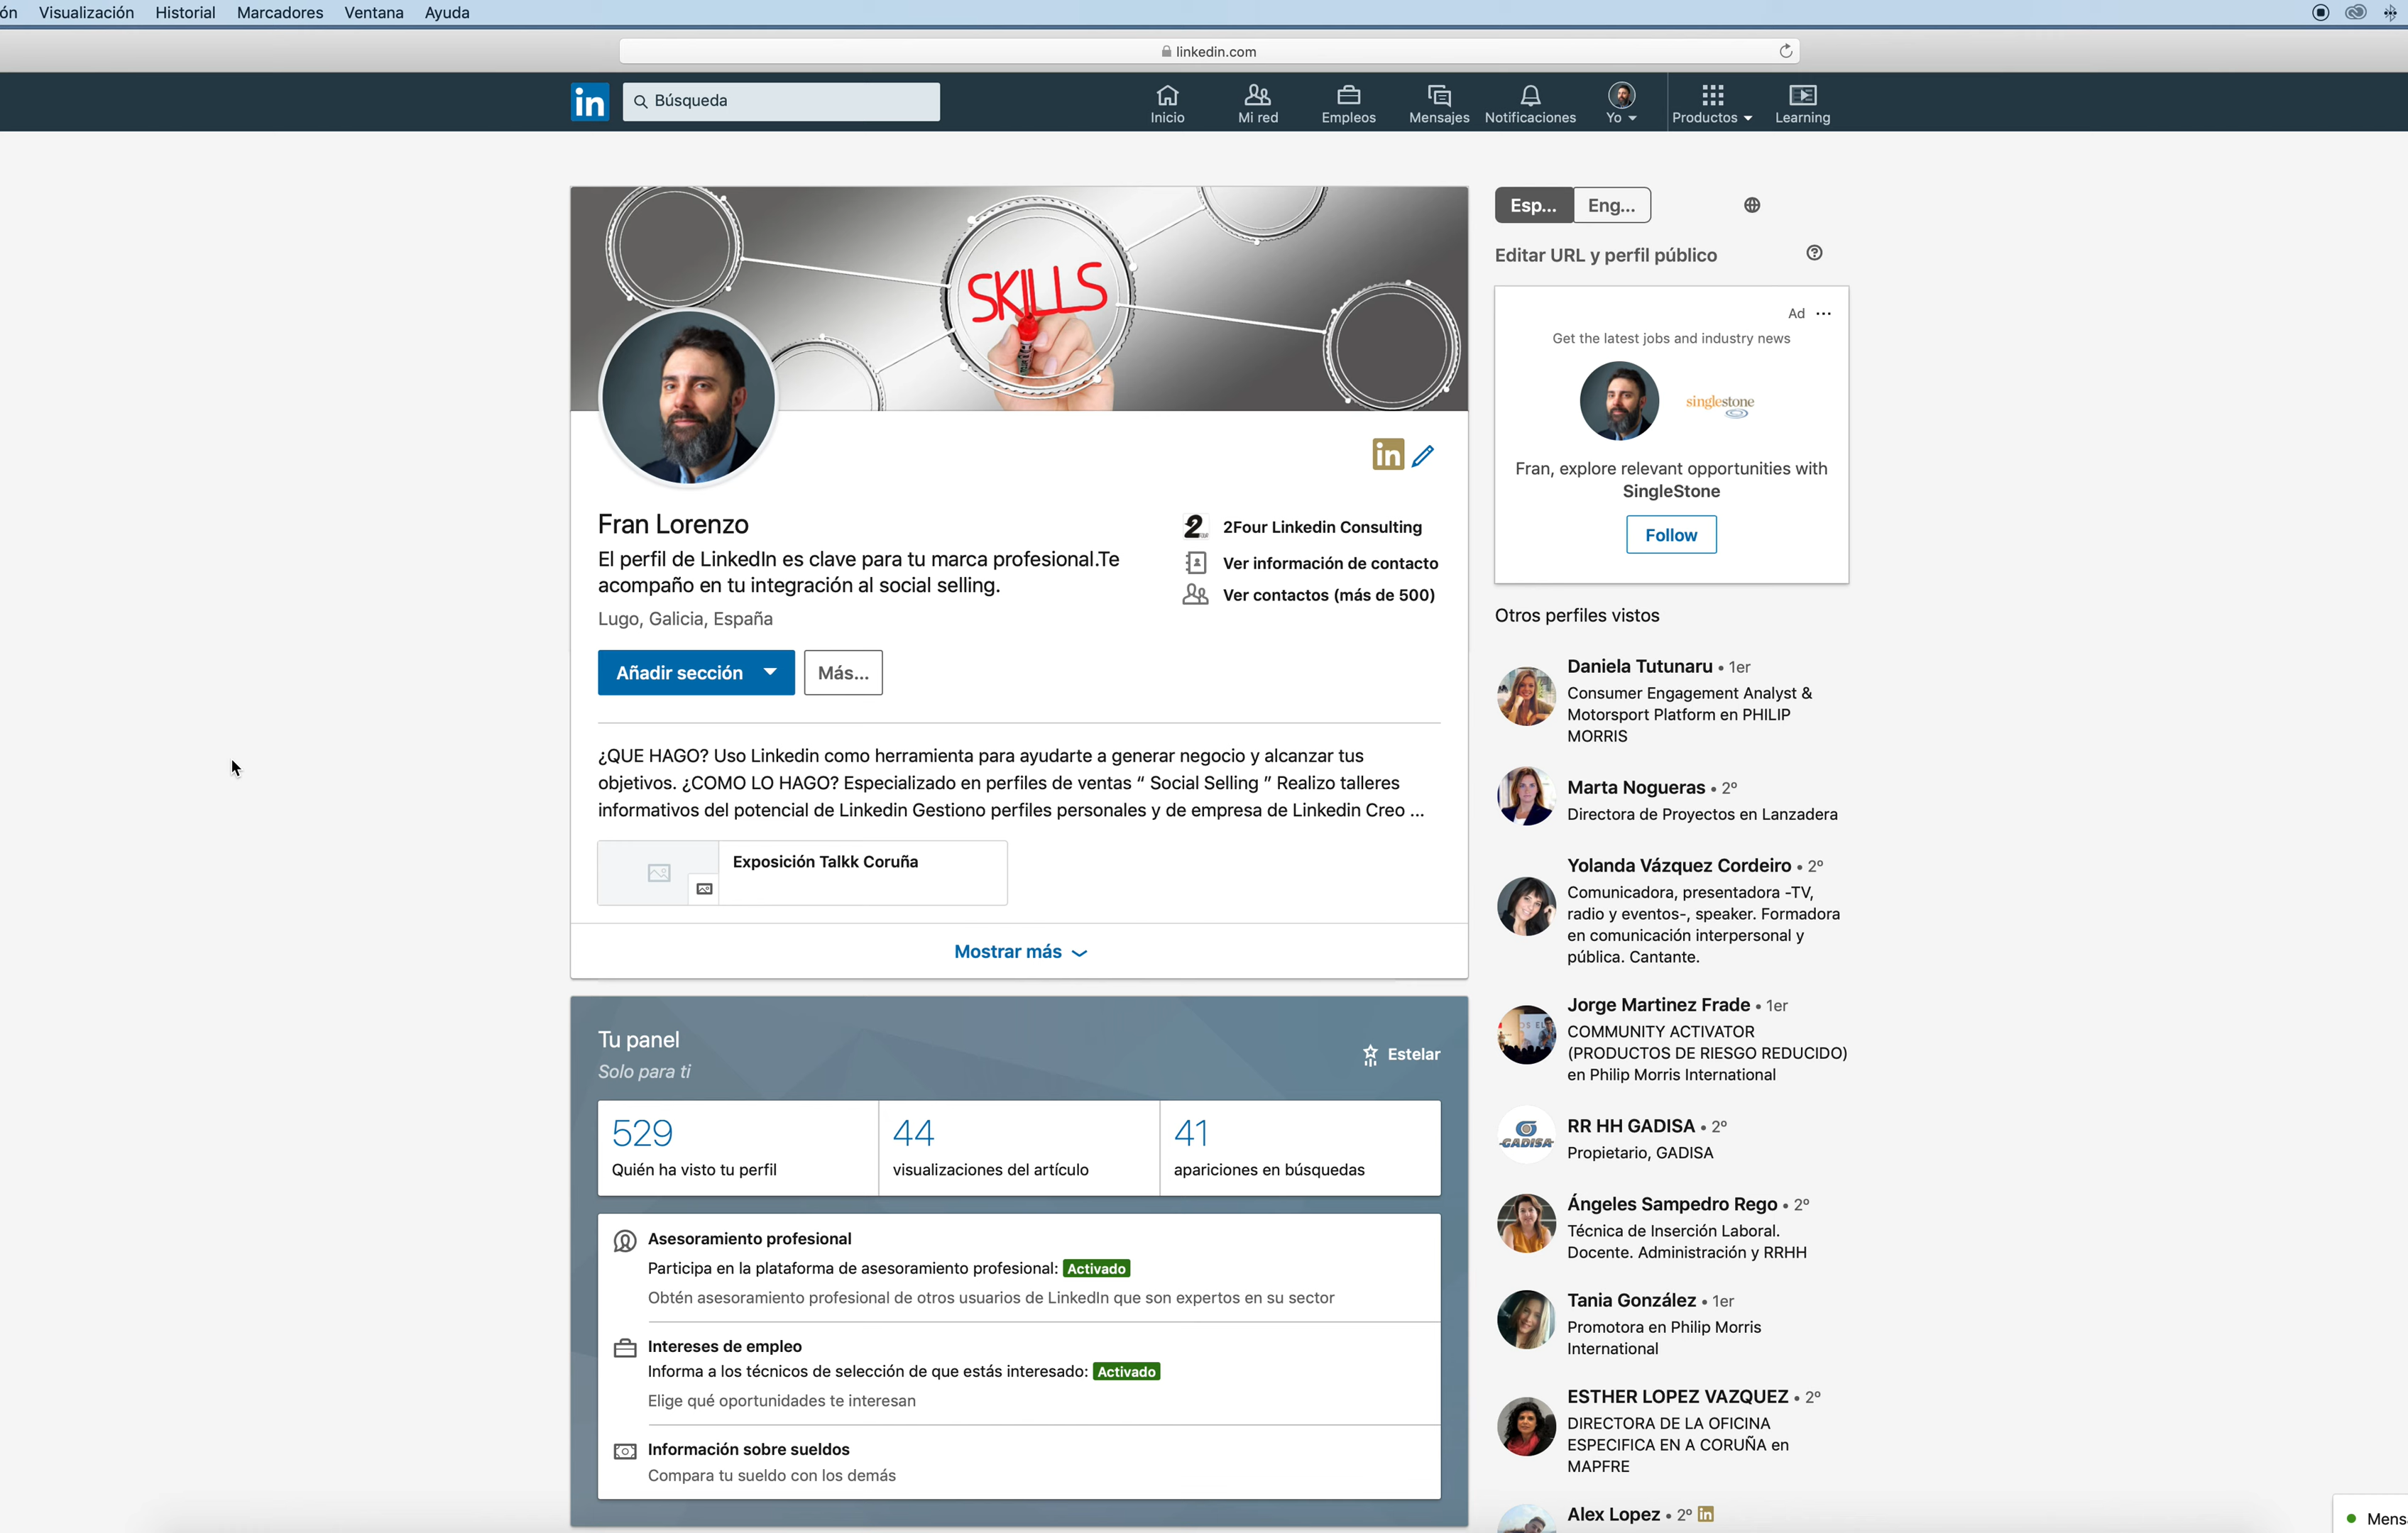 ón Visualización Historial Marcadores Ventana Ayuda
linkedin.com
in Búsqueda
Inicio Mi red Empleos Mensajes Notificaciones Yo Productos Learning
SKILLS
in
Fran Lorenzo
El perfil de LinkedIn es clave para tu marca profesional.Te
acompaño en tu integración al social selling.
Lugo, Galicia, España
2Four Linkedin Consulting
Ver información de contacto
Ver contactos (más de 500)
Añadir sección Más...
¿QUE HAGO? Uso Linkedin como herramienta para ayudarte a generar negocio y alcanzar tus
objetivos. ¿COMO LO HAGO? Especializado en perfiles de ventas “ Social Selling ” Realizo talleres
informativos del potencial de Linkedin Gestiono perfiles personales y de empresa de Linkedin Creo ...
Exposición Talkk Coruña
Mostrar más
Tu panel
Solo para ti
Estelar
529
Quién ha visto tu perfil
44
visualizaciones del artículo
41
apariciones en búsquedas
Asesoramiento profesional
Participa en la plataforma de asesoramiento profesional: Activado
Obtén asesoramiento profesional de otros usuarios de LinkedIn que son expertos en su sector
Intereses de empleo
Informa a los técnicos de selección de que estás interesado: Activado
Elige qué oportunidades te interesan
Información sobre sueldos
Compara tu sueldo con los demás
Esp... Eng...
Editar URL y perfil público
Ad ...
Get the latest jobs and industry news
singlestone
Fran, explore relevant opportunities with
SingleStone
Follow
Otros perfiles vistos
Daniela Tutunaru • 1er
Consumer Engagement Analyst &
Motorsport Platform en PHILIP
MORRIS
Marta Nogueras • 2º
Directora de Proyectos en Lanzadera
Yolanda Vázquez Cordeiro • 2º
Comunicadora, presentadora -TV,
radio y eventos-, speaker. Formadora
en comunicación interpersonal y
pública. Cantante.
Jorge Martinez Frade • 1er
COMMUNITY ACTIVATOR
(PRODUCTOS DE RIESGO REDUCIDO)
en Philip Morris International
GADISA
RR HH GADISA • 2º
Propietario, GADISA
Ángeles Sampedro Rego • 2º
Técnica de Inserción Laboral.
Docente. Administración y RRHH
Tania González • 1er
Promotora en Philip Morris
International
ESTHER LOPEZ VAZQUEZ • 2º
DIRECTORA DE LA OFICINA
ESPECIFICA EN A CORUÑA en
MAPFRE
Alex Lopez • 2º in
Mens